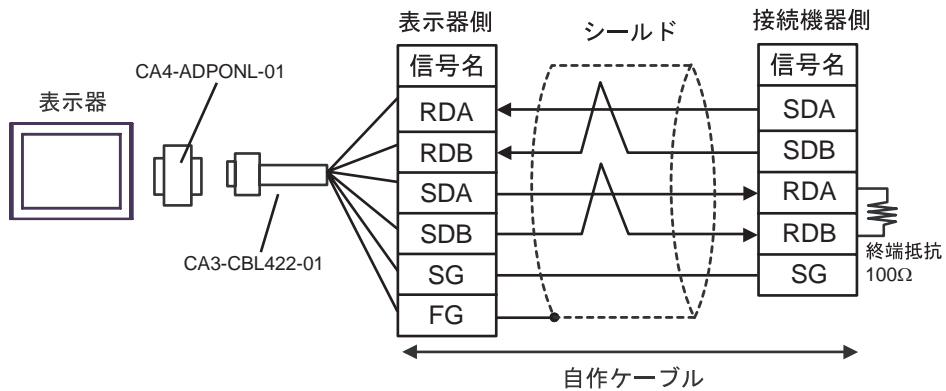 表示器側
シールド
接続機器側
信号名
信号名
CA4-ADPONL-01
表示器
RDA
SDA
RDB
SDB
SDA
RDA
SDB
RDB
終端抵抗
100Ω
CA3-CBL422-01
SG
SG
FG
自作ケーブル